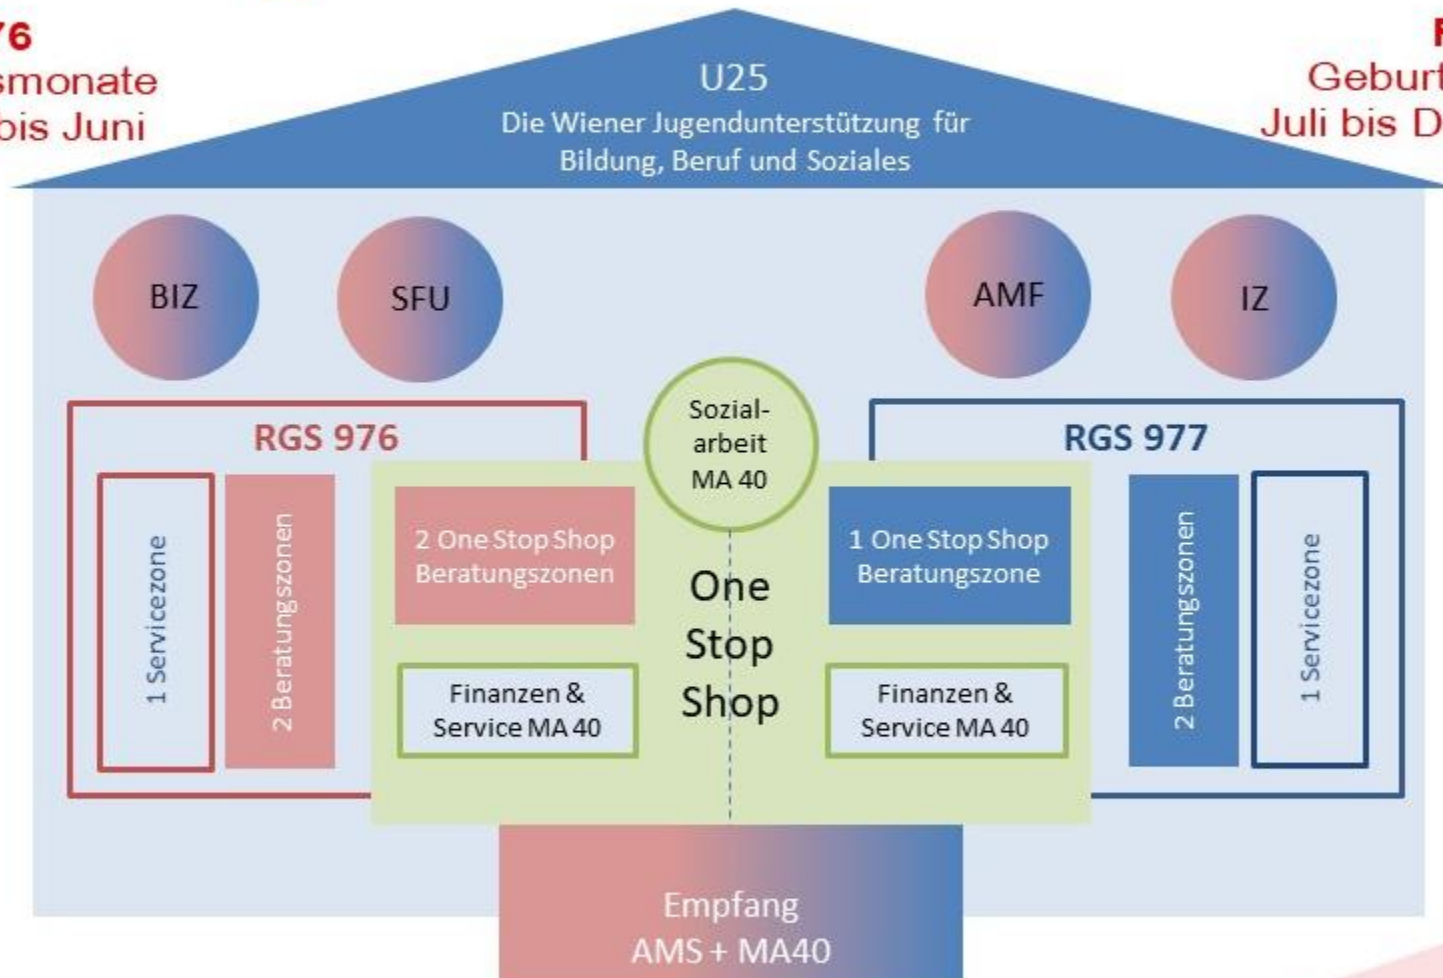 76
smonate
bis Juni
F
Geburt
Juli bis D
U25
Die Wiener Jugendunterstützung für
Bildung, Beruf und Soziales
BIZ
SFU
AMF
IZ
Sozial-
arbeit
MA 40
RGS 976
1 Servicezone
2 Beratungszonen
2 One Stop Shop
Beratungszonen
Finanzen &
Service MA 40
One
Stop
Shop
RGS 977
1 One Stop Shop
Beratungszone
Finanzen &
Service MA 40
2 Beratungszonen
1 Servicezone
Empfang
AMS + MA40